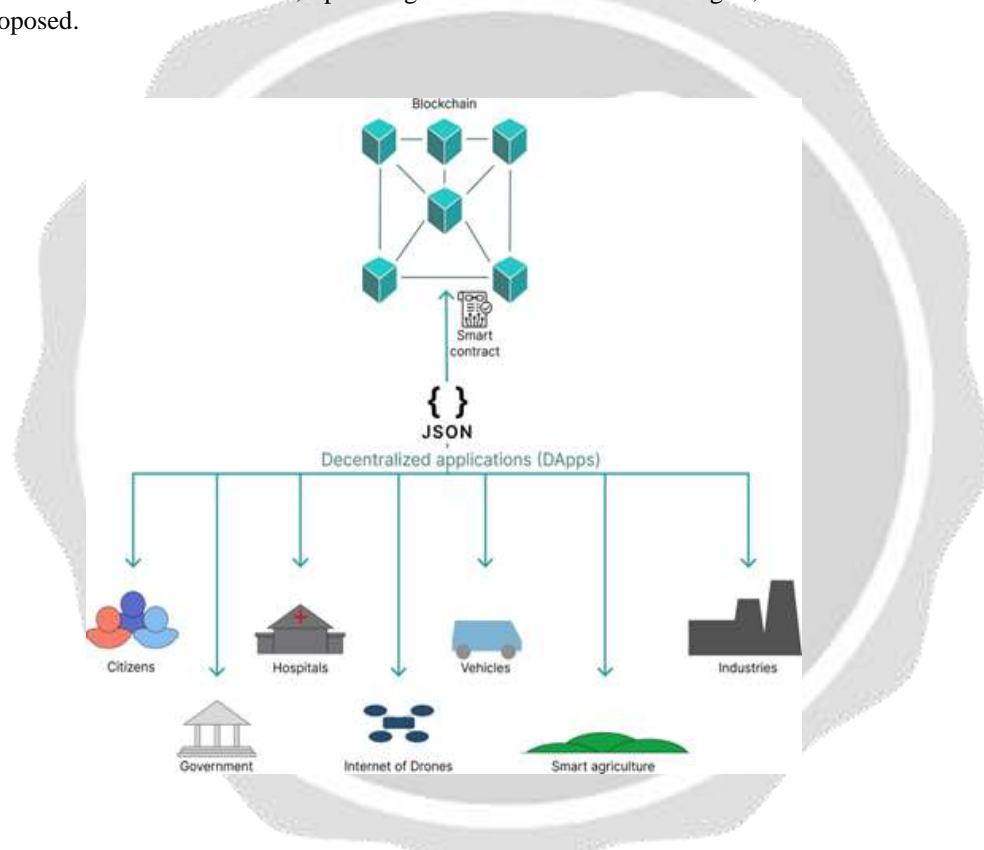 oposed.
Blockchain
Smart
contract
{ }
JSON
Decentralized applications (DApps)
Citizens
Hospitals
Vehicles
Industries
Government
Internet of Drones
Smart agriculture